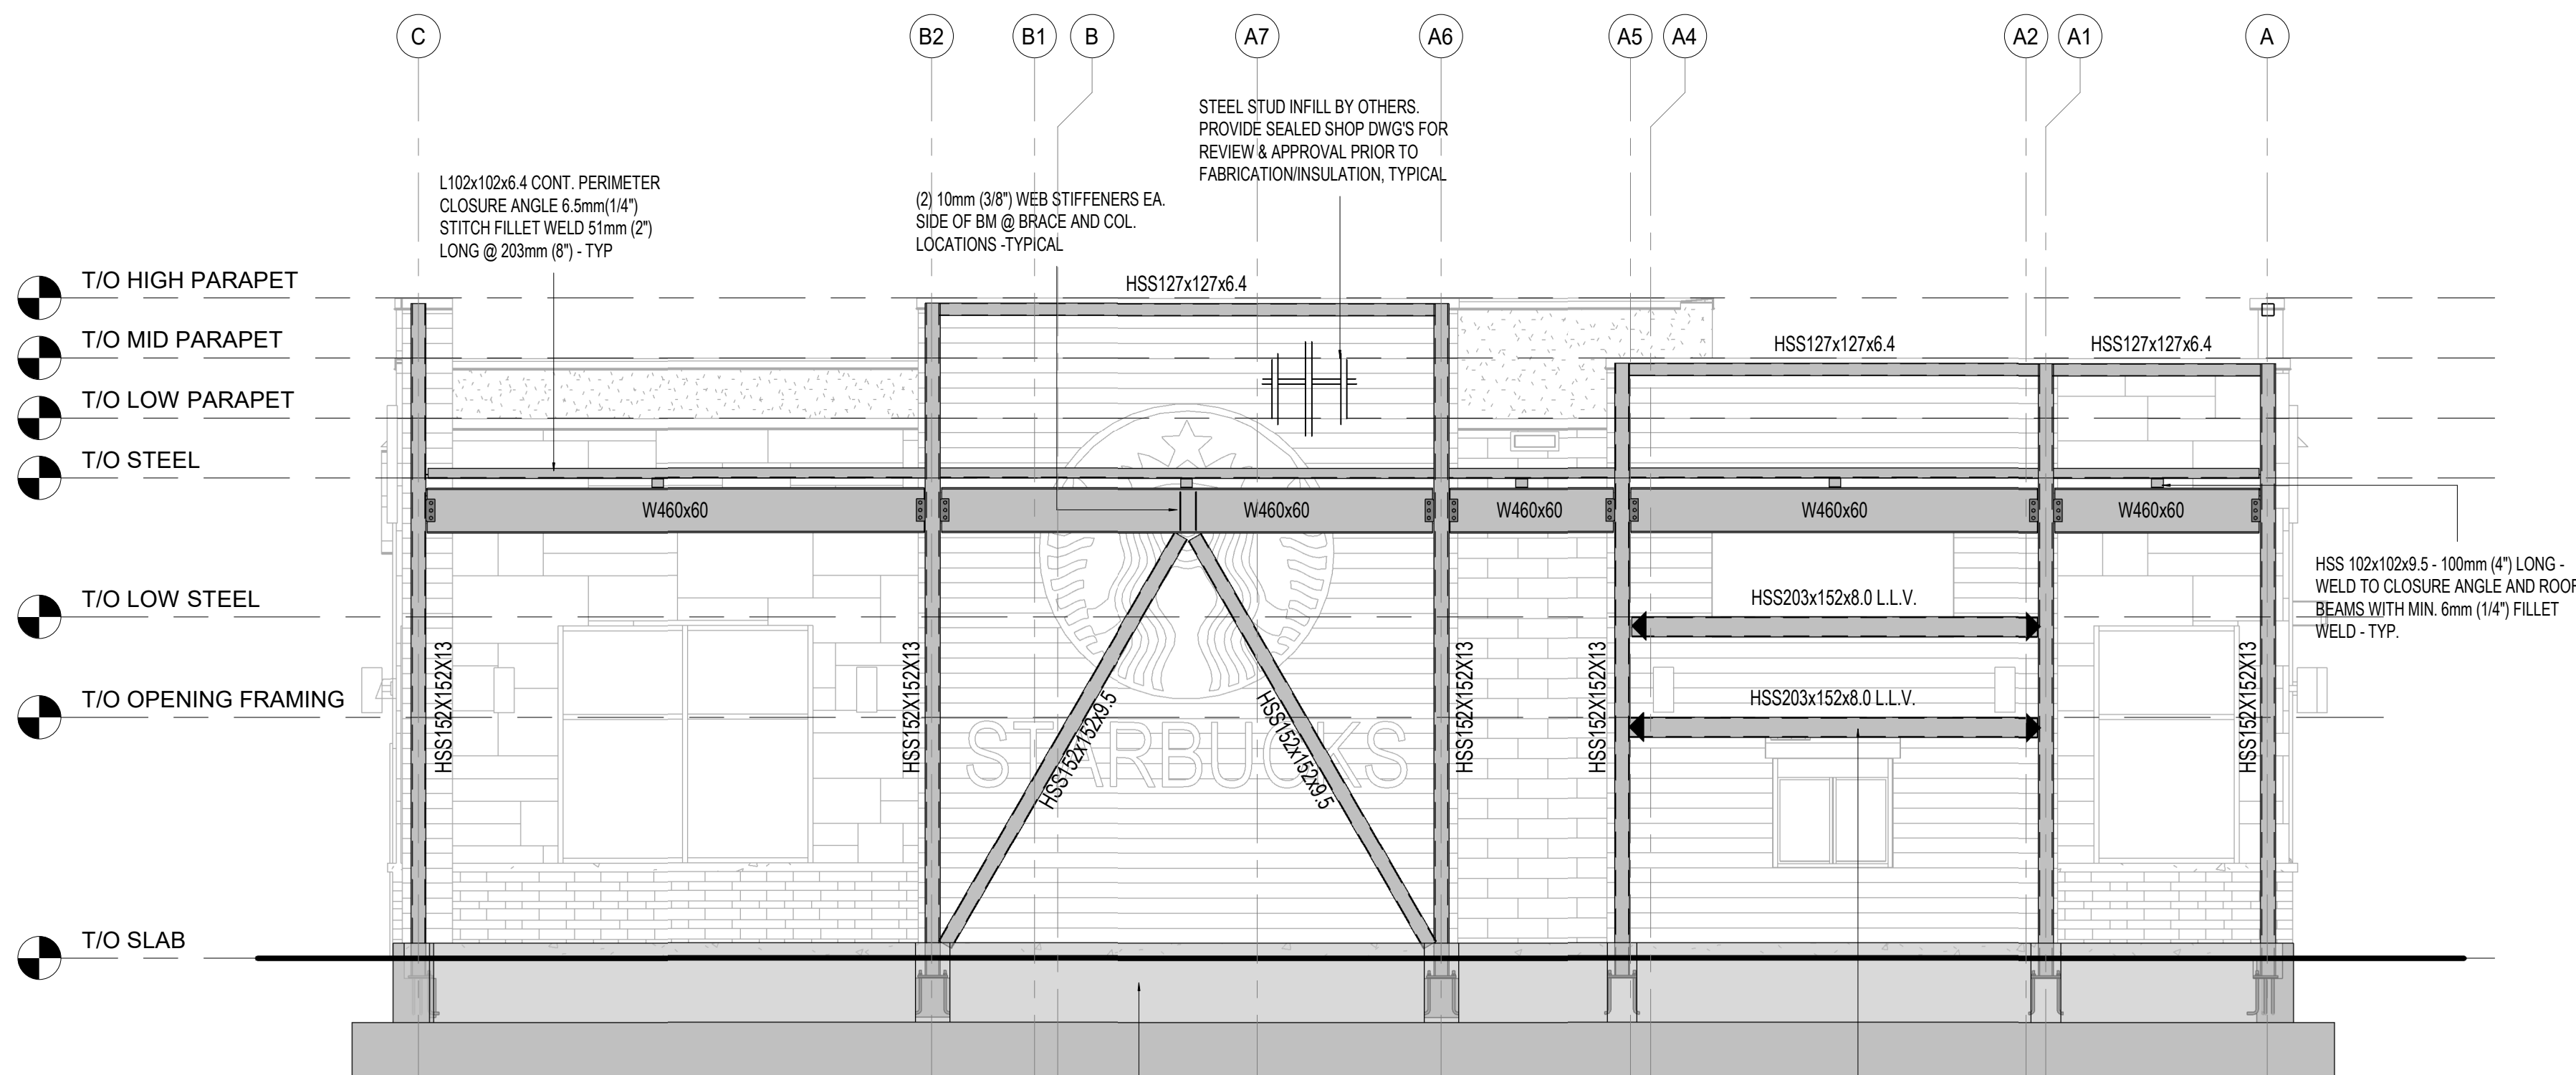 C
B2
B1
B
A7
A6
A5
A4
A2
A1
A
STEEL STUD INFILL BY OTHERS.
PROVIDE SEALED SHOP DWG'S FOR
REVIEW & APPROVAL PRIOR TO
FABRICATION/INSULATION, TYPICAL
L102x102x6.4 CONT. PERIMETER
CLOSURE ANGLE 6.5mm(1/4")
STITCH FILLET WELD 51mm (2")
LONG @ 203mm (8") - TYP
(2) 10mm (3/8") WEB STIFFENERS EA.
SIDE OF BM @ BRACE AND COL.
LOCATIONS -TYPICAL
T/O HIGH PARAPET
HSS127x127x6.4
T/O MID PARAPET
HSS127x127x6.4
HSS127x127x6.4
T/O LOW PARAPET
T/O STEEL
W460x60
W460x60
W460x60
W460x60
W460x60
HSS 102x102x9.5 - 100mm (4") LONG -
WELD TO CLOSURE ANGLE AND ROOF
BEAMS WITH MIN. 6mm (1/4") FILLET
WELD - TYP.
T/O LOW STEEL
HSS203x152x8.0 L.L.V.
T/O OPENING FRAMING
HSS203x152x8.0 L.L.V.
HSS152X152X13
HSS152X152X13
HSS152x152x9.5
HSS152x152x9.5
HSS152X152X13
HSS152X152X13
HSS152X152X13
STARBUCKS
T/O SLAB